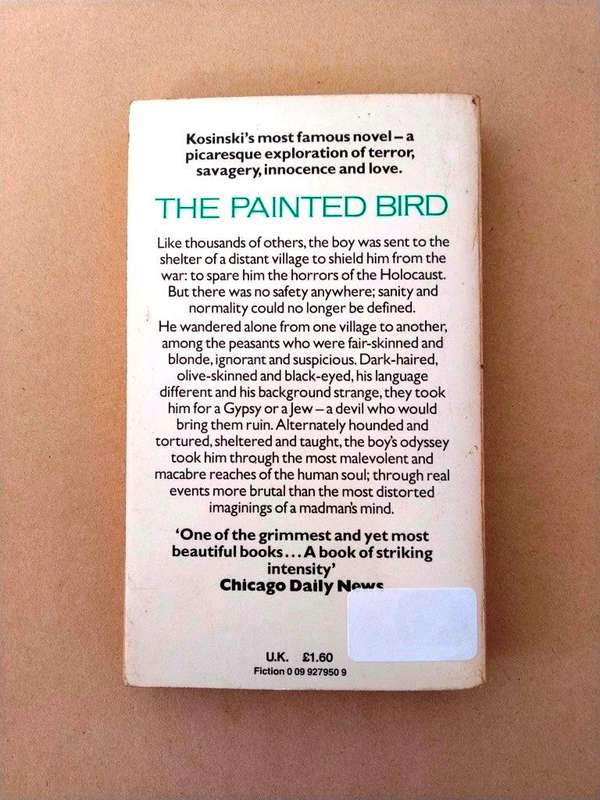 Kosinski's most famous novel – a
picaresque exploration of terror,
savagery, innocence and love.
THE PAINTED BIRD
Like thousands of others, the boy was sent to the
shelter of a distant village to shield him from the
war: to spare him the horrors of the Holocaust.
But there was no safety anywhere; sanity and
normality could no longer be defined.
He wandered alone from one village to another,
among the peasants who were fair-skinned and
blonde, ignorant and suspicious. Dark-haired,
olive-skinned and black-eyed, his language
different and his background strange, they took
him for a Gypsy or a Jew – a devil who would
bring them ruin. Alternately hounded and
tortured, sheltered and taught, the boy's odyssey
took him through the most malevolent and
macabre reaches of the human soul; through real
events more brutal than the most distorted
imaginings of a madman's mind.
'One of the grimmest and yet most
beautiful books... A book of striking
intensity'
Chicago Daily News
U.K. £1.60
Fiction 0 09 927950 9